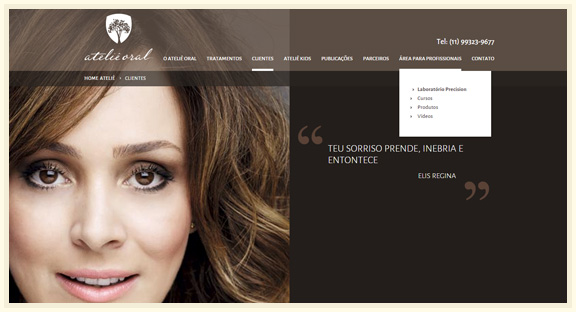 Tel: (11) 99323-9677
ateliê oral
O ATELIÊ ORAL TRATAMENTOS CLIENTES ATELIÊ KIDS PUBLICAÇÕES PARCEIROS ÁREA PARA PROFISSIONAIS CONTATO
HOME ATELIÊ › CLIENTES
Laboratório Precision
Cursos
Produtos
Vídeos
“
TEU SORRISO PRENDE, INEBRIA E
ENTONTECE
ELIS REGINA
”